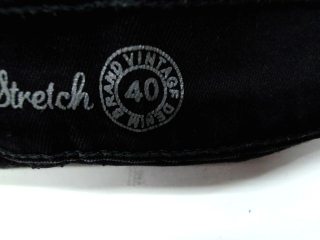 Stretch
BRAND VINTAGE DENIM
40